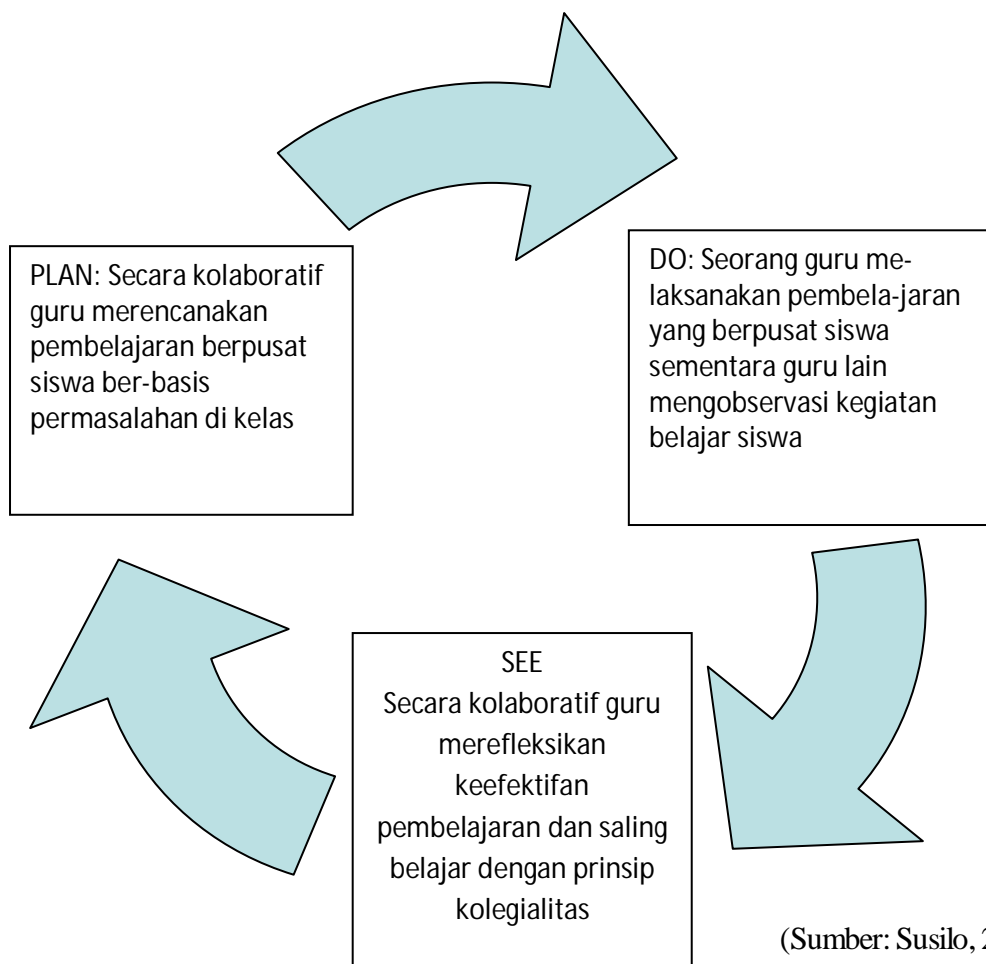 PLAN: Secara kolaboratif
guru merencanakan
pembelajaran berpusat
siswa ber-basis
permasalahan di kelas
DO: Seorang guru me-
laksanakan pembela-jaran
yang berpusat siswa
sementara guru lain
mengobservasi kegiatan
belajar siswa
SEE
Secara kolaboratif guru
merefleksikan
keefektifan
pembelajaran dan saling
belajar dengan prinsip
kolegialitas
(Sumber: Susilo, 2